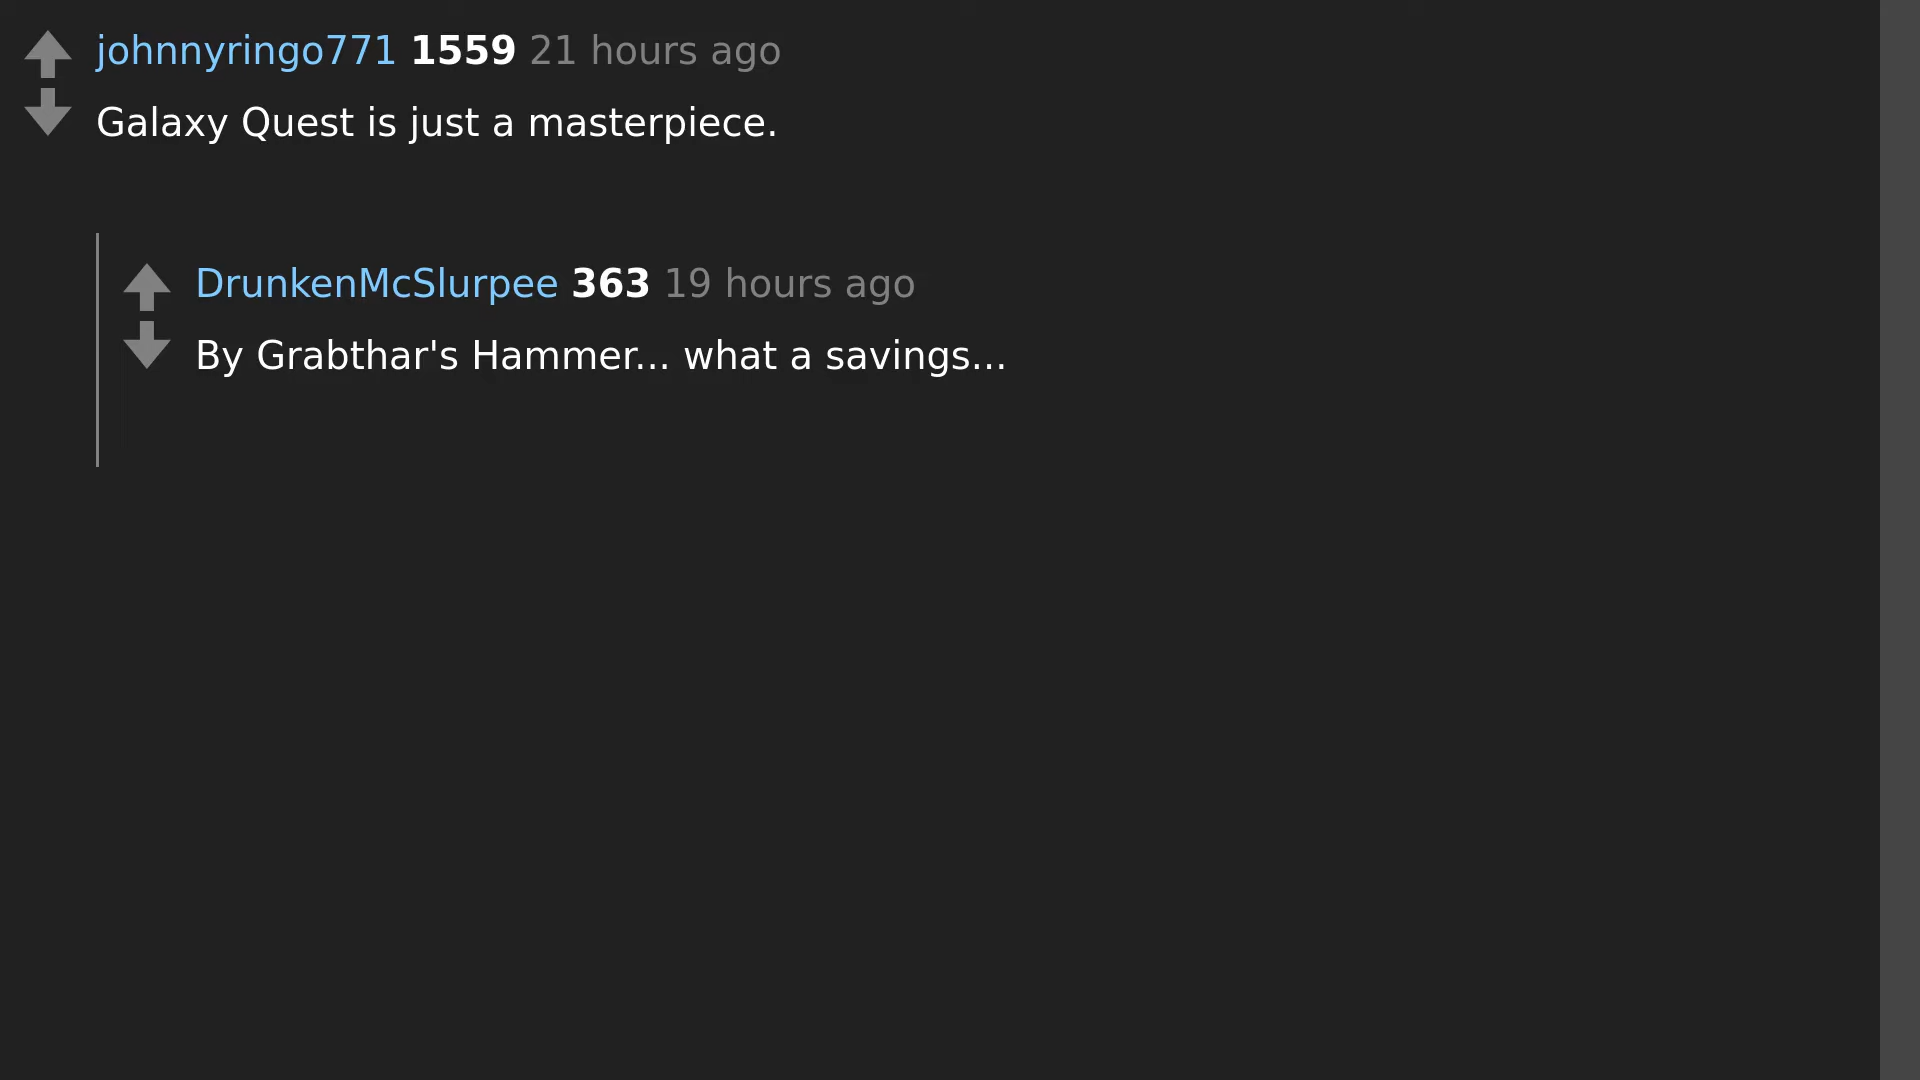 johnnyringo771 1559 21 hours ago
Galaxy Quest is just a masterpiece.
DrunkenMcSlurpee 363 19 hours ago
By Grabthar's Hammer... what a savings...